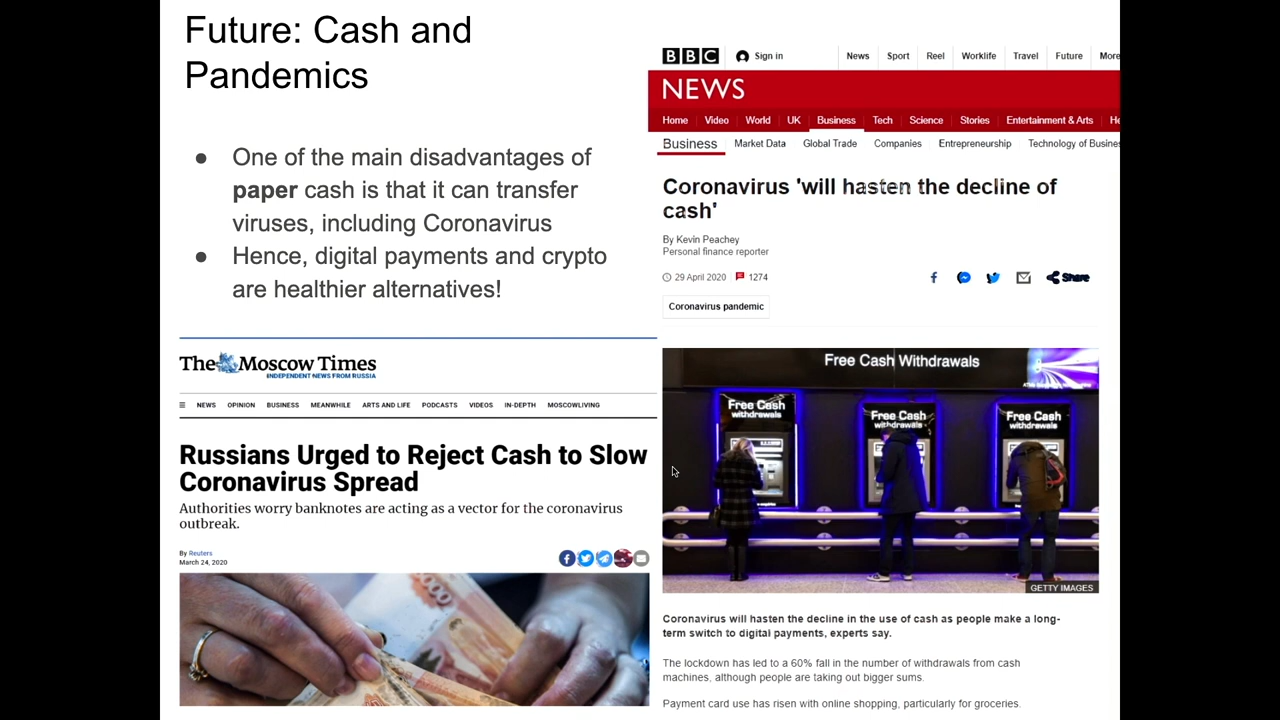 Future: Cash and
Pandemics
● One of the main disadvantages of
paper cash is that it can transfer
viruses, including Coronavirus
● Hence, digital payments and crypto
are healthier alternatives!
The Moscow Times
INDEPENDENT NEWS FROM RUSSIA
NEWS OPINION BUSINESS MEANWHILE ARTS AND LIFE PODCASTS VIDEOS IN-DEPTH MOSCOWLIVING
Russians Urged to Reject Cash to Slow
Coronavirus Spread
Authorities worry banknotes are acting as a vector for the coronavirus
outbreak.
By Reuters
March 24, 2020
BBC Sign in News Sport Reel Worklife Travel Future More
NEWS
Home Video World UK Business Tech Science Stories Entertainment & Arts He
Business Market Data Global Trade Companies Entrepreneurship Technology of Busines
Coronavirus 'will hasten the decline of
cash'
By Kevin Peachey
Personal finance reporter
29 April 2020 1274
Share
Coronavirus pandemic
Free Cash Withdrawals
Free Cash
withdrawals
Free Cash
withdrawals
Free Cash
withdrawals
GETTY IMAGES
Coronavirus will hasten the decline in the use of cash as people make a long-
term switch to digital payments, experts say.
The lockdown has led to a 60% fall in the number of withdrawals from cash
machines, although people are taking out bigger sums.
Payment card use has risen with online shopping, particularly for groceries.